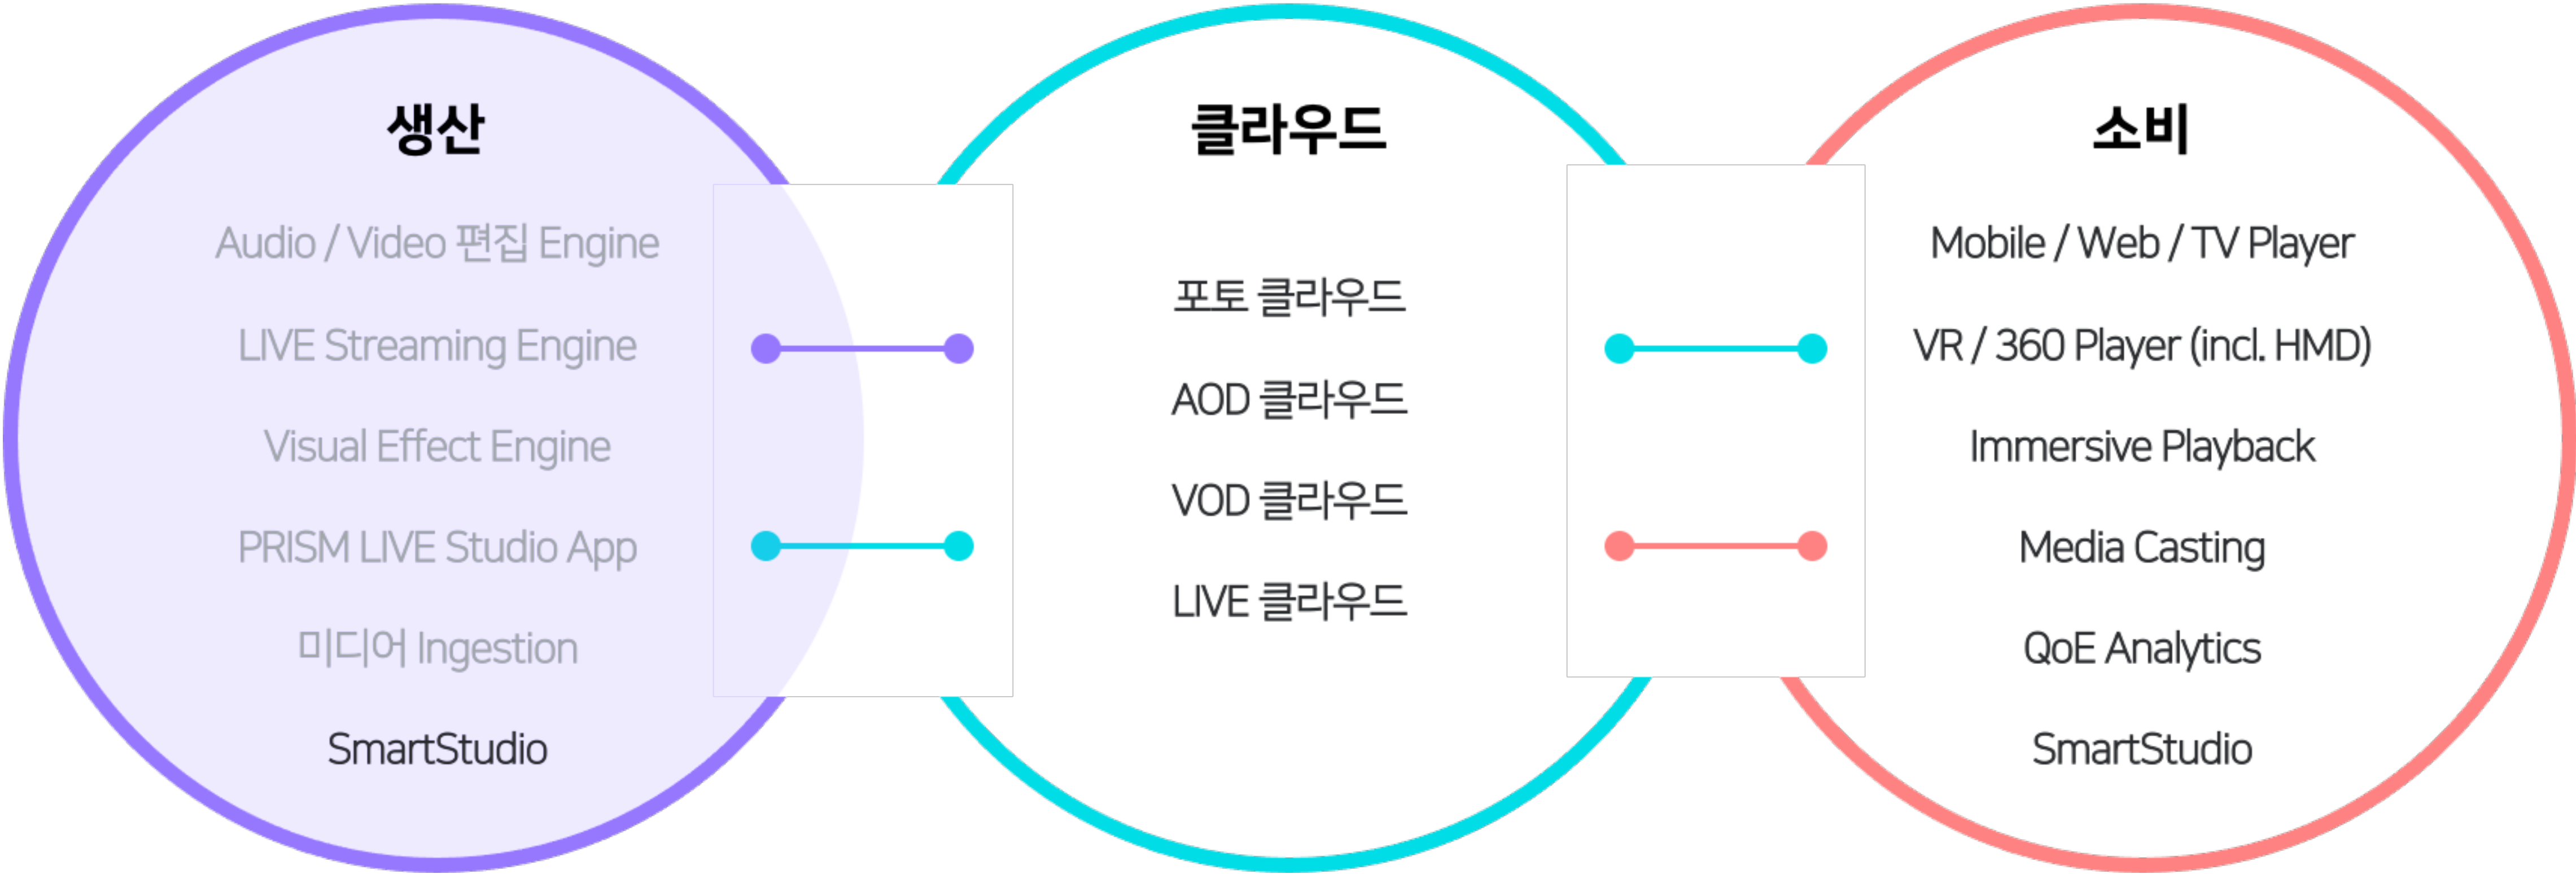 생산
Audio / Video 편집 Engine
LIVE Streaming Engine
Visual Effect Engine
PRISM LIVE Studio App
미디어 Ingestion
SmartStudio
클라우드
포토 클라우드
AOD 클라우드
VOD 클라우드
LIVE 클라우드
소비
Mobile / Web / TV Player
VR / 360 Player (incl. HMD)
Immersive Playback
Media Casting
QoE Analytics
SmartStudio